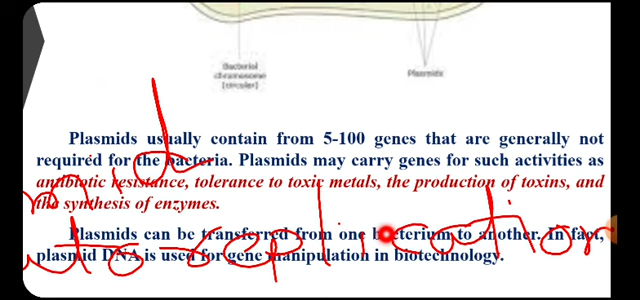 Bacterial
chromosome
(circular)
Plasmids
Plasmids usually contain from 5-100 genes that are generally not
required for the bacteria. Plasmids may carry genes for such activities as
antibiotic resistance, tolerance to toxic metals, the production of toxins, and
the synthesis of enzymes.
Plasmids can be transferred from one bacterium to another. In fact,
plasmid DNA is used for gene manipulation in biotechnology.